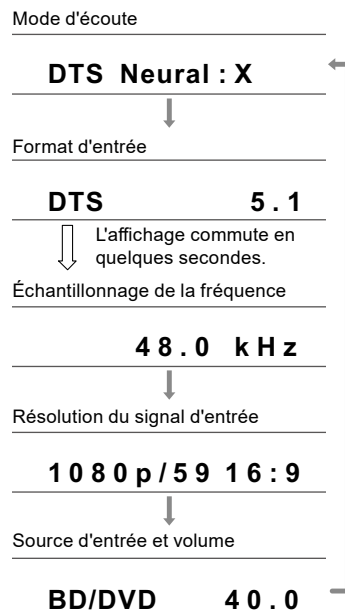 Mode d'écoute
DTS Neural:X
Format d'entrée
DTS 5.1
L'affichage commute en
quelques secondes.
Échantillonnage de la fréquence
48.0 kHz
Résolution du signal d'entrée
1080p/59 16:9
Source d'entrée et volume
BD/DVD 40.0